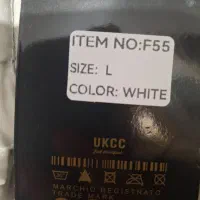 ITEM NO:F55
SIZE: L
COLOR: WHITE
UKCC
MARCHIO REGISTRATO
TRADE MARK